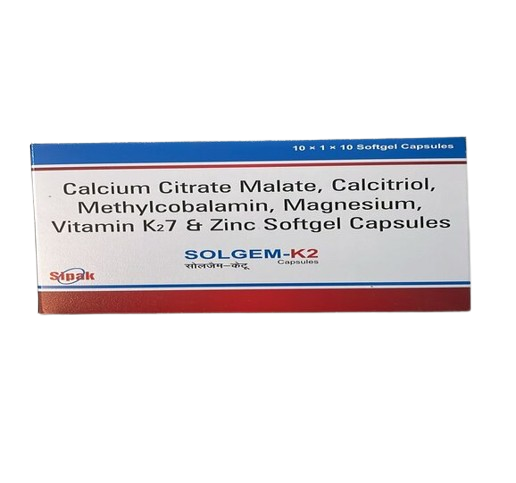 10 × 1 × 10 Softgel Capsules
Calcium Citrate Malate, Calcitriol,
Methylcobalamin, Magnesium,
Vitamin K₂7 & Zinc Softgel Capsules
SOLGEM-K2
सोलजेम-केटू Capsules
Sipak